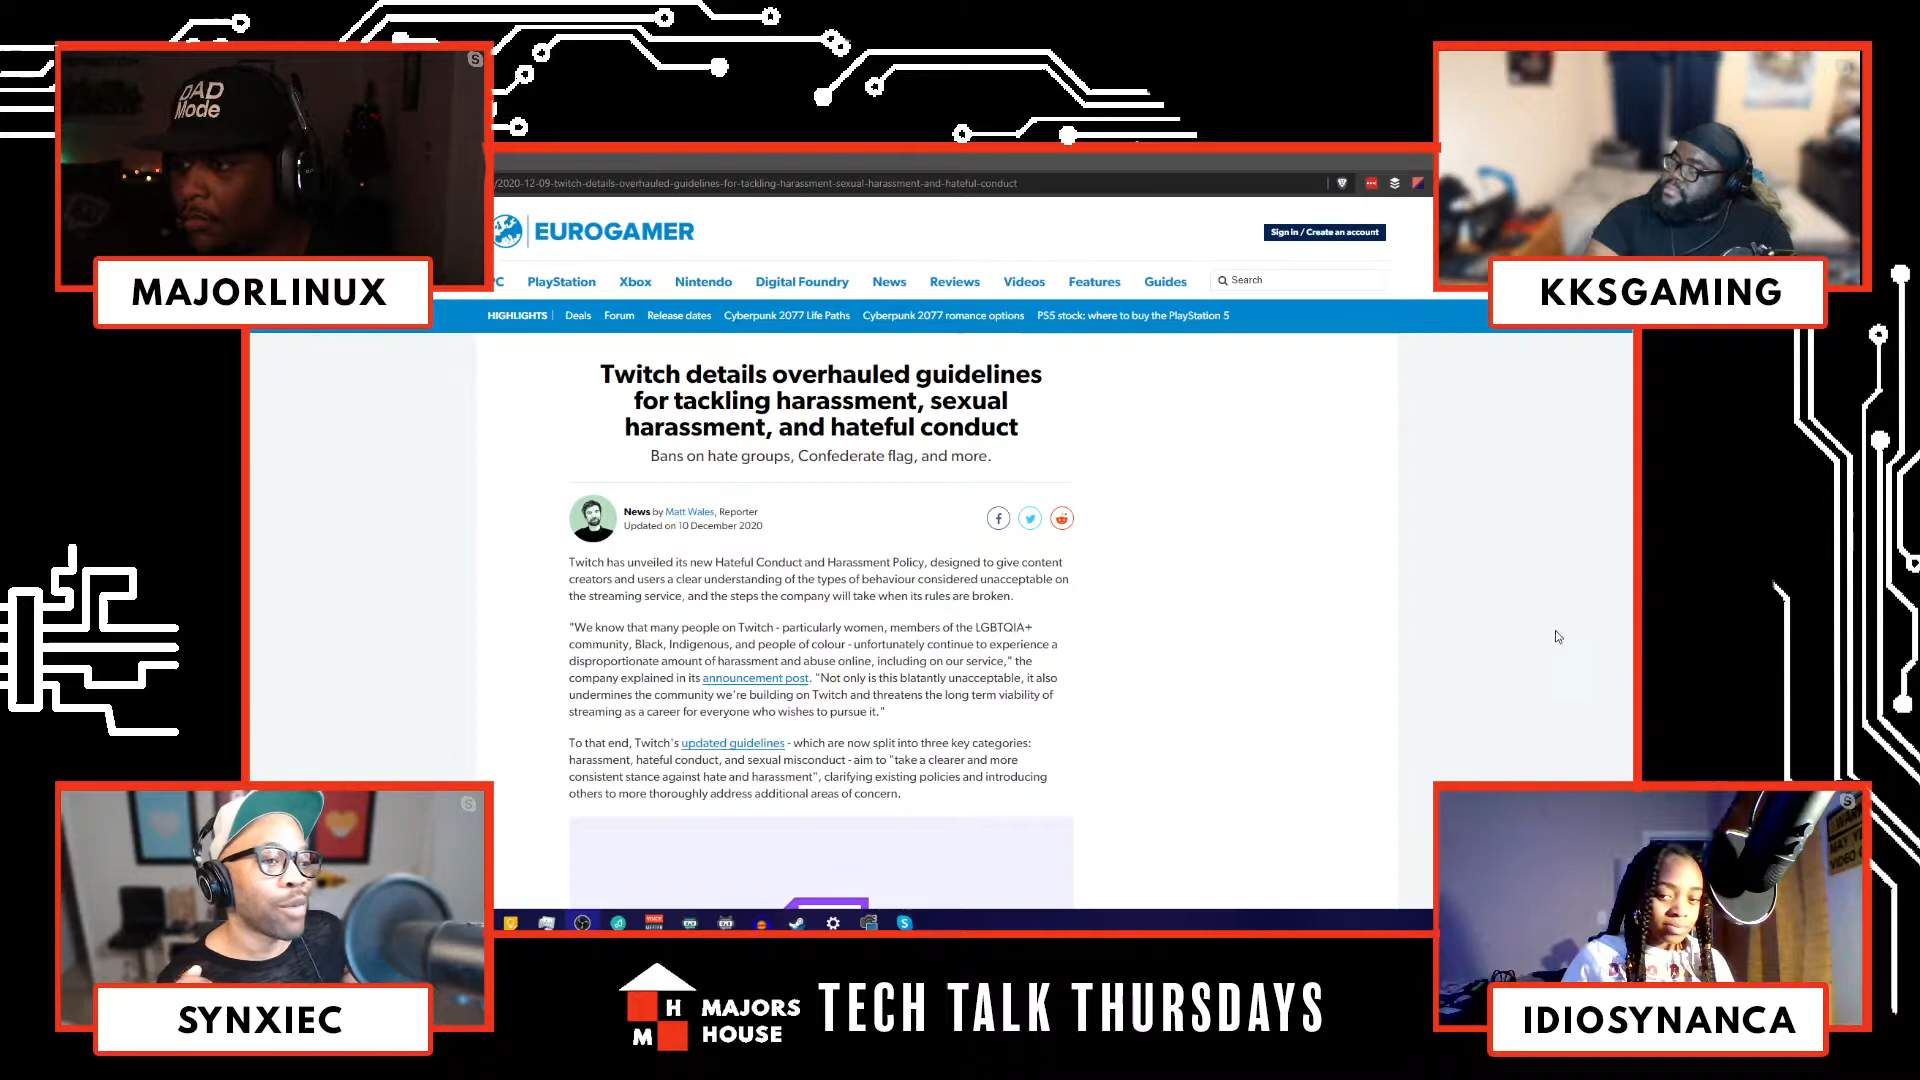 DAD
Mode
MAJORLINUX
KKSGAMING
/2020-12-09-twitch-details-overhauled-guidelines-for-tackling-harassment-sexual-harassment-and-hateful-conduct
EUROGAMER
Sign in / Create an account
PC PlayStation Xbox Nintendo Digital Foundry News Reviews Videos Features Guides Search
HIGHLIGHTS Deals Forum Release dates Cyberpunk 2077 Life Paths Cyberpunk 2077 romance options PS5 stock: where to buy the PlayStation 5
Twitch details overhauled guidelines
for tackling harassment, sexual
harassment, and hateful conduct
Bans on hate groups, Confederate flag, and more.
News by Matt Wales, Reporter
Updated on 10 December 2020
Twitch has unveiled its new Hateful Conduct and Harassment Policy, designed to give content
creators and users a clear understanding of the types of behaviour considered unacceptable on
the streaming service, and the steps the company will take when its rules are broken.
"We know that many people on Twitch - particularly women, members of the LGBTQIA+
community, Black, Indigenous, and people of colour - unfortunately continue to experience a
disproportionate amount of harassment and abuse online, including on our service," the
company explained in its announcement post. "Not only is this blatantly unacceptable, it also
undermines the community we're building on Twitch and threatens the long term viability of
streaming as a career for everyone who wishes to pursue it."
To that end, Twitch's updated guidelines - which are now split into three key categories:
harassment, hateful conduct, and sexual misconduct - aim to "take a clearer and more
consistent stance against hate and harassment", clarifying existing policies and introducing
others to more thoroughly address additional areas of concern.
SYNXIEC
IDIOSYNANCA
H
M
MAJORS
HOUSE
TECH TALK THURSDAYS